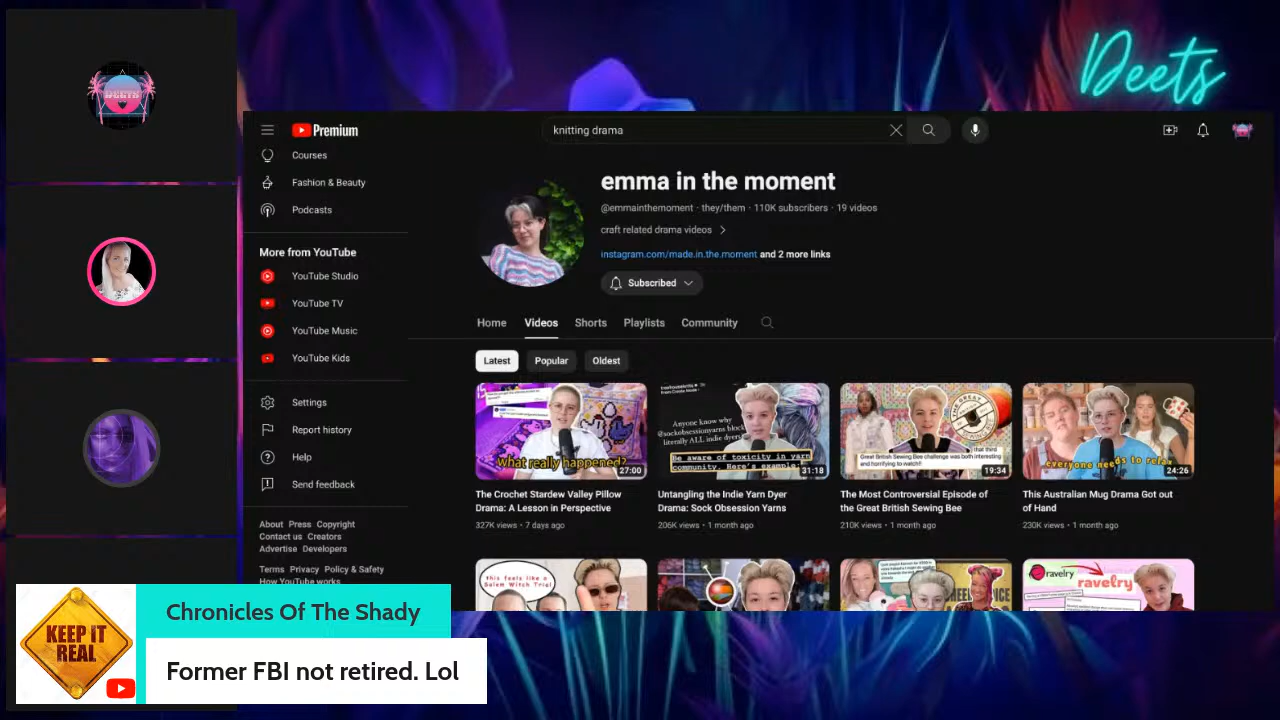 Deets
DEETS
Premium
knitting drama
Courses
Fashion & Beauty
Podcasts
More from YouTube
YouTube Studio
YouTube TV
YouTube Music
YouTube Kids
Settings
Report history
Help
Send feedback
About Press Copyright
Contact us Creators
Advertise Developers
Terms Privacy Policy & Safety
How YouTube works
emma in the moment
@emmainthemoment · they/them · 110K subscribers · 19 videos
craft related drama videos
instagram.com/made.in.the.moment and 2 more links
Subscribed
Home Videos Shorts Playlists Community
Latest Popular Oldest
what really happened?
27:00
The Crochet Stardew Valley Pillow
Drama: A Lesson in Perspective
327K views · 7 days ago
Anyone know why
@sockobsessionyarns block
literally ALL indie dyers
Be aware of toxicity in yarn
community. Here's example:
21:18
Untangling the Indie Yarn Dyer
Drama: Sock Obsession Yarns
206K views · 1 month ago
THE GREAT
that third
Great British Sewing Bee challenge was both interesting
and horrifying to watch!!
19:34
The Most Controversial Episode of
the Great British Sewing Bee
210K views · 1 month ago
everyone needs to relax
24:26
This Australian Mug Drama Got out
of Hand
230K views · 1 month ago
this feels like a
Salem Witch Trial
ravelry
ravelry
KEEP IT
REAL
Chronicles Of The Shady
Former FBI not retired. Lol